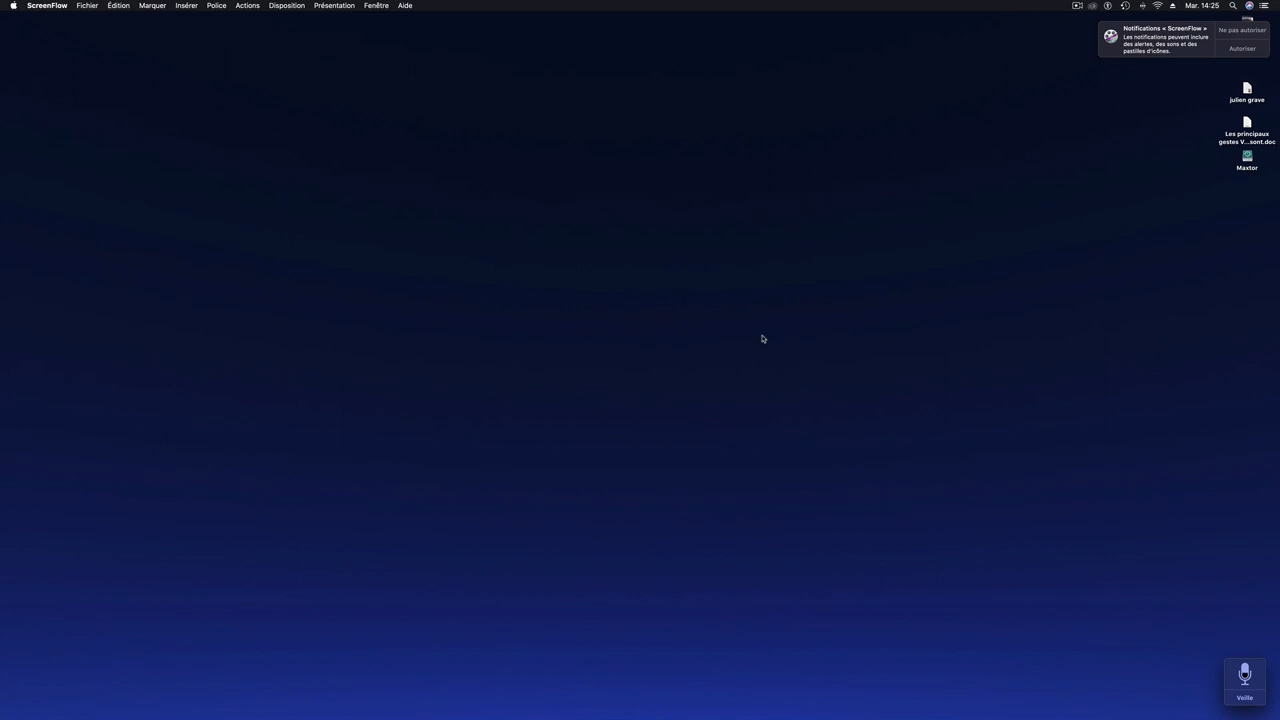 ScreenFlow Fichier Édition Marquer Insérer Police Actions Disposition Présentation Fenêtre Aide Mar. 14:25
Notifications « ScreenFlow »
Les notifications peuvent inclure
des alertes, des sons et des
pastilles d'icônes.
Ne pas autoriser
Autoriser
julien grave
Les principaux
gestes V...sont.doc
Maxtor
Veille